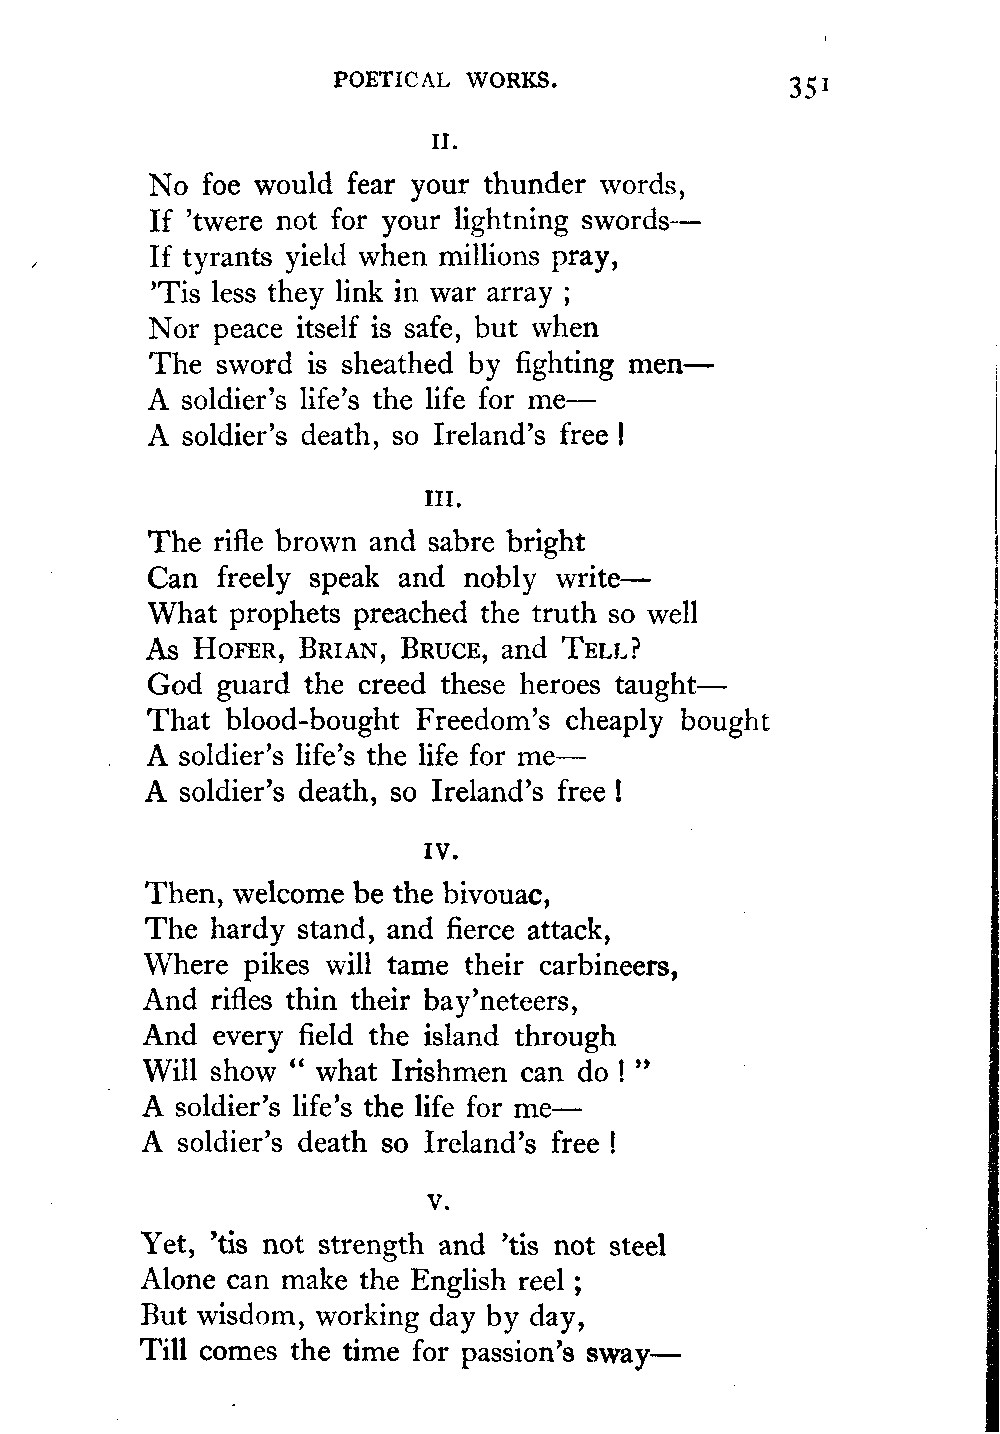 POETICAL WORKS. 351
II.
No foe would fear your thunder words,
If 'twere not for your lightning swords—
If tyrants yield when millions pray,
'Tis less they link in war array ;
Nor peace itself is safe, but when
The sword is sheathed by fighting men—
A soldier's life's the life for me—
A soldier's death, so Ireland's free !
III.
The rifle brown and sabre bright
Can freely speak and nobly write—
What prophets preached the truth so well
As HOFER, BRIAN, BRUCE, and TELL?
God guard the creed these heroes taught—
That blood-bought Freedom's cheaply bought
A soldier's life's the life for me—
A soldier's death, so Ireland's free !
IV.
Then, welcome be the bivouac,
The hardy stand, and fierce attack,
Where pikes will tame their carbineers,
And rifles thin their bay'neteers,
And every field the island through
Will show “ what Irishmen can do ! ”
A soldier's life's the life for me—
A soldier's death so Ireland's free !
V.
Yet, 'tis not strength and 'tis not steel
Alone can make the English reel ;
But wisdom, working day by day,
Till comes the time for passion's sway—